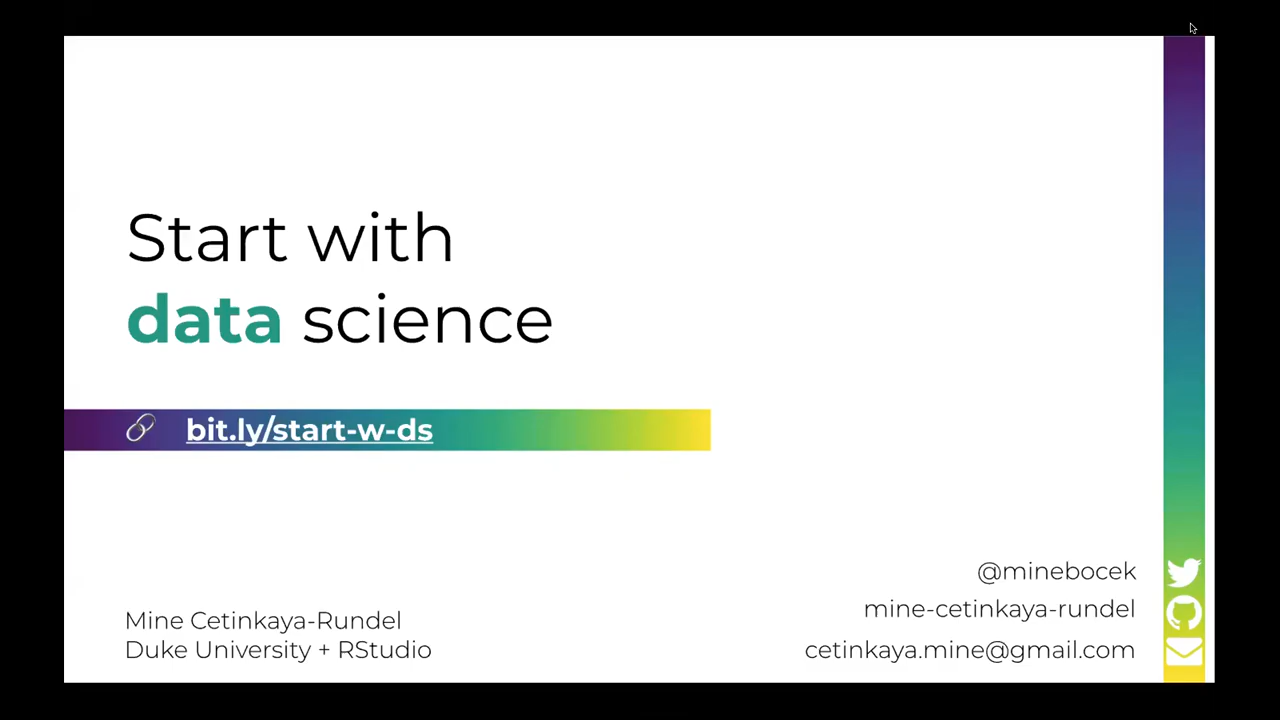 Start with
data science
bit.ly/start-w-ds
@minebocek
mine-cetinkaya-rundel
cetinkaya.mine@gmail.com
Mine Cetinkaya-Rundel
Duke University + RStudio